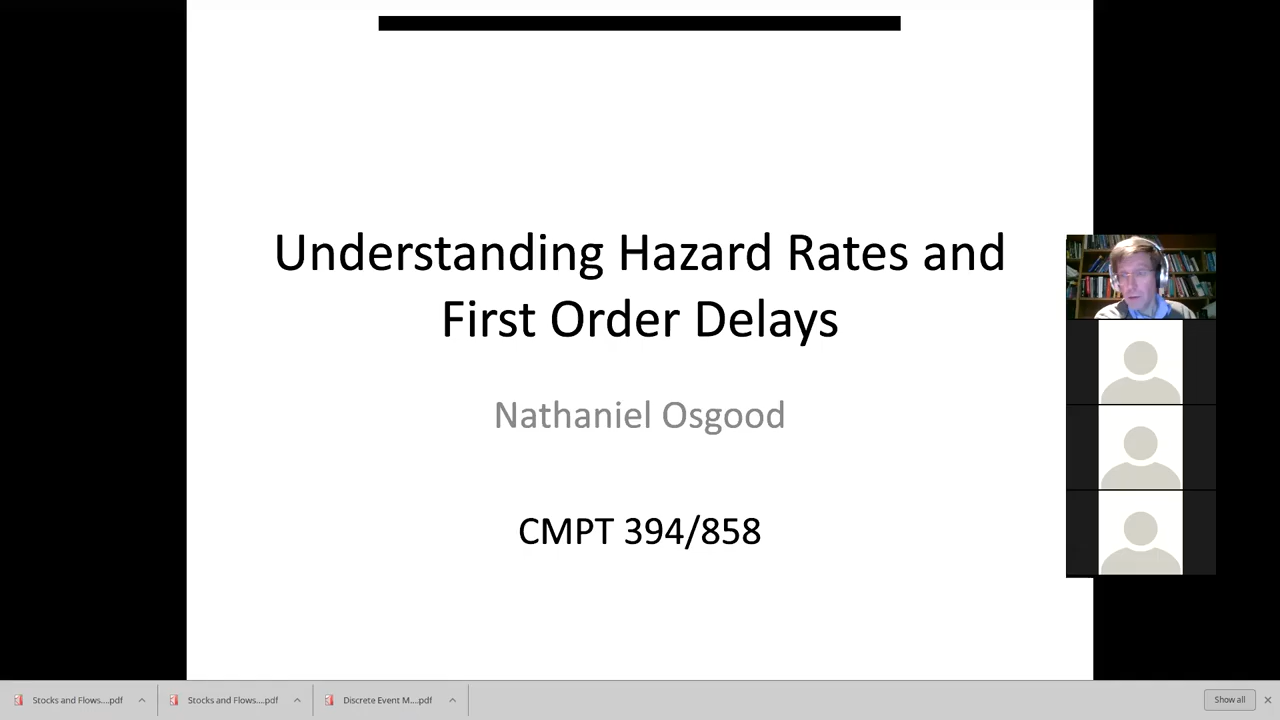 Understanding Hazard Rates and
First Order Delays
Nathaniel Osgood
CMPT 394/858
Stocks and Flows....pdf
Stocks and Flows....pdf
Discrete Event M....pdf
Show all